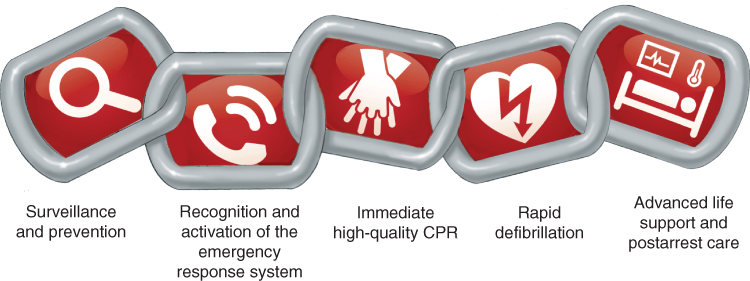 Surveillance
and prevention
Recognition and
activation of the
emergency
response system
Immediate
high-quality CPR
Rapid
defibrillation
Advanced life
support and
postarrest care